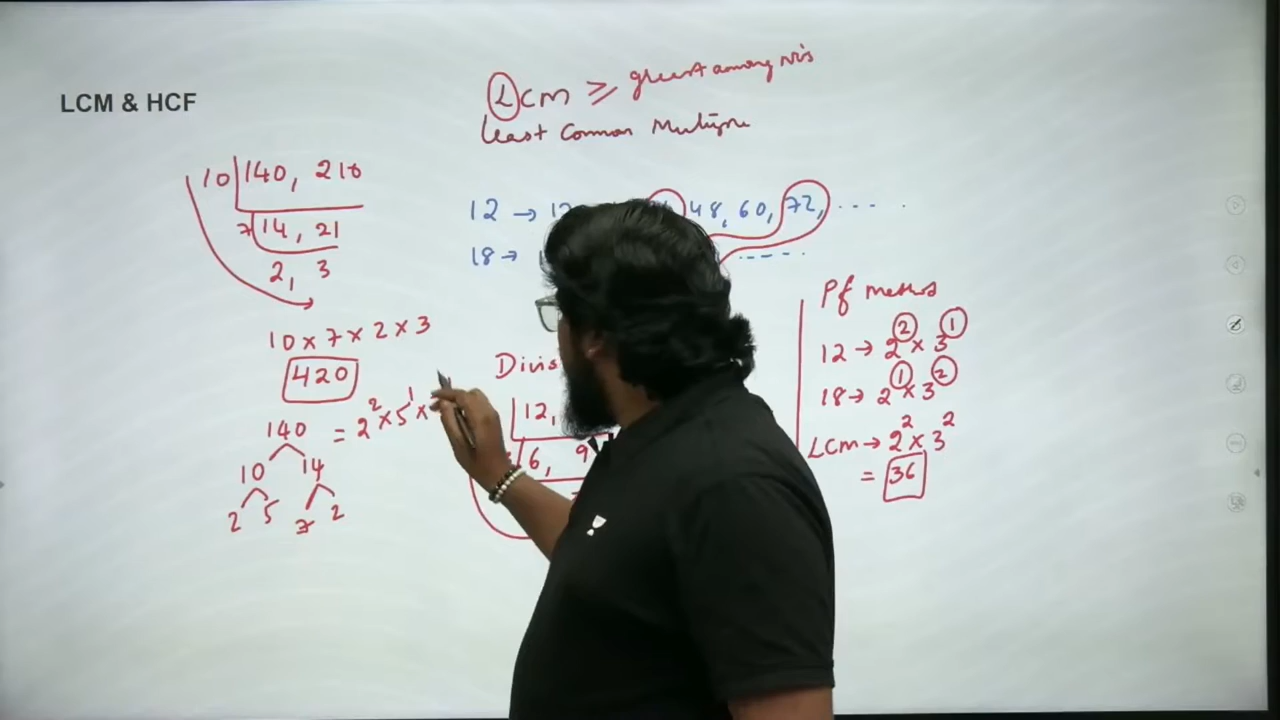 LCM & HCF
LCM ≥ greatest among no's
Least Common Multiple
10 | 140, 210
7 | 14, 21
2, 3
10 × 7 × 2 × 3
420
140 = 2² × 5¹ ×
10 14
2 5 7 2
12 → 48, 60, 72, ....
18 →
12,
6, 9
Pf method
12 → 2² × 3¹
18 → 2¹ × 3²
LCM → 2² × 3²
= 36